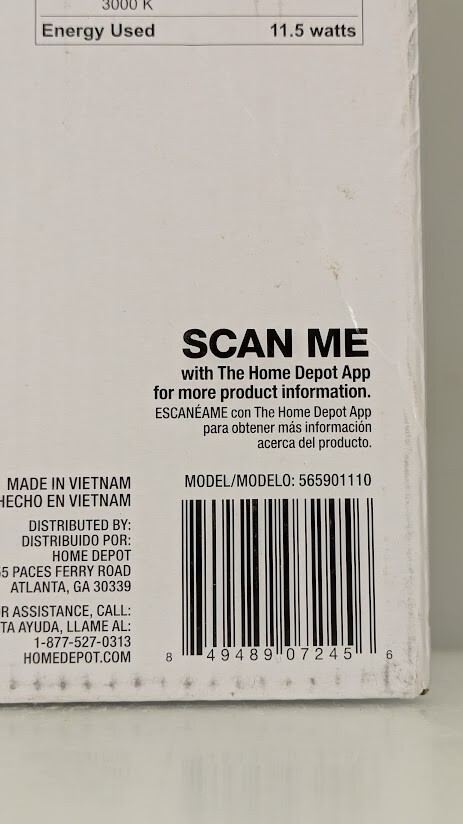 3000 K
Energy Used 11.5 watts
SCAN ME
with The Home Depot App
for more product information.
ESCANÉAME con The Home Depot App
para obtener más información
acerca del producto.
MADE IN VIETNAM
HECHO EN VIETNAM
DISTRIBUTED BY:
DISTRIBUIDO POR:
HOME DEPOT
55 PACES FERRY ROAD
ATLANTA, GA 30339
R ASSISTANCE, CALL:
TA AYUDA, LLAME AL:
1-877-527-0313
HOMEDEPOT.COM
MODEL/MODELO: 565901110
8 49489 07245 6